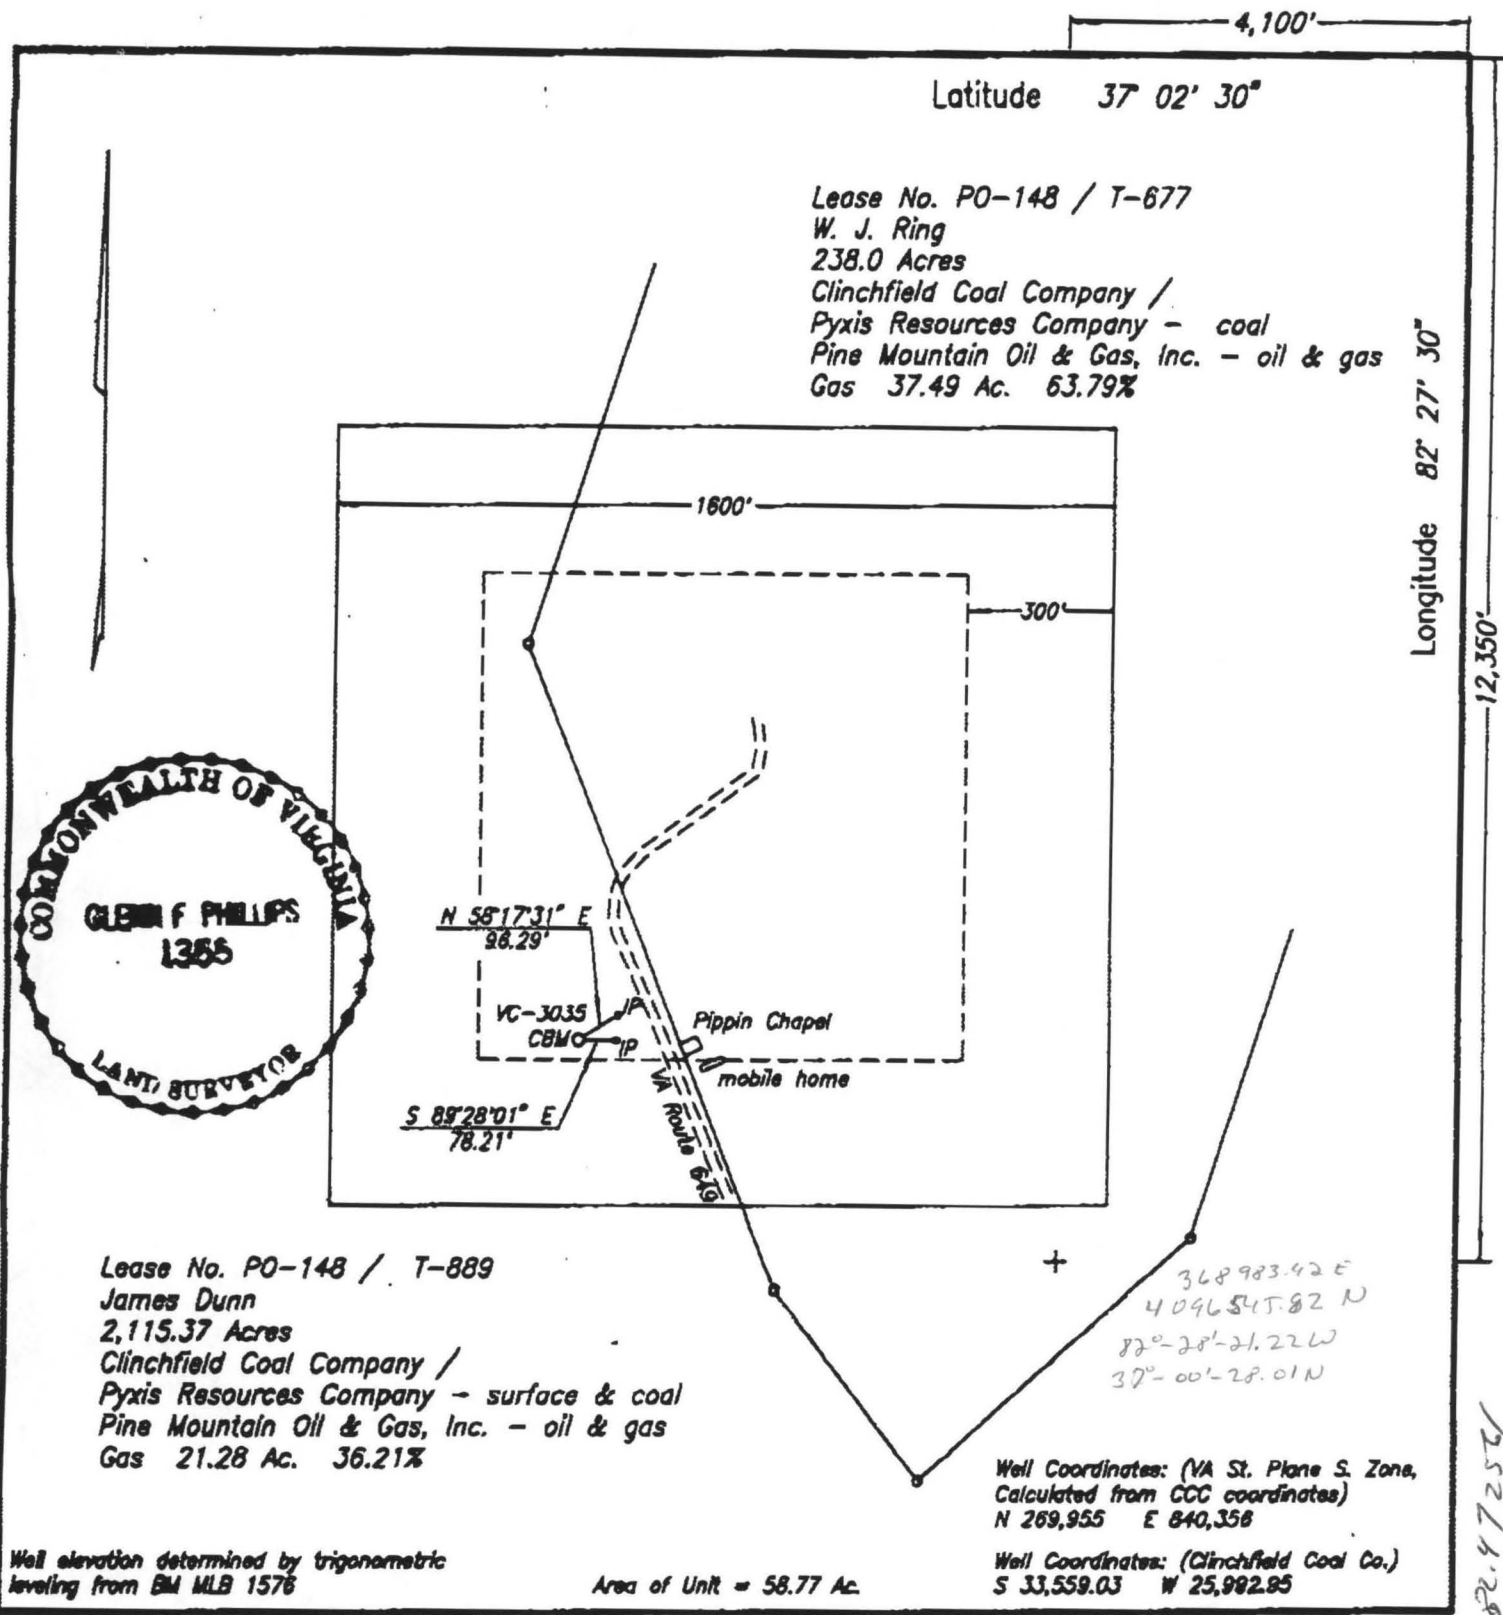 4,100'
Latitude 37° 02' 30"
Lease No. PO-148 / T-677
W. J. Ring
238.0 Acres
Clinchfield Coal Company /
Pyxis Resources Company - coal
Pine Mountain Oil & Gas, Inc. - oil & gas
Gas 37.49 Ac. 63.79%
Longitude 82° 27' 30"
12,350'
1600'
300'
COMMONWEALTH OF VIRGINIA
GLENN F PHILLIPS
1355
LAND SURVEYOR
N 58°17'31" E
98.29'
VC-3035
CBM
IP
IP
Pippin Chapel
mobile home
S 89°28'01" E
78.21'
VA Route 649
Lease No. PO-148 / T-889
James Dunn
2,115.37 Acres
Clinchfield Coal Company /
Pyxis Resources Company - surface & coal
Pine Mountain Oil & Gas, Inc. - oil & gas
Gas 21.28 Ac. 36.21%
368983.42 E
4096545.82 N
82°-28'-21.22W
37°-00'-28.01N
Well Coordinates: (VA St. Plane S. Zone,
Calculated from CCC coordinates)
N 269,955 E 840,356
Well Coordinates: (Clinchfield Coal Co.)
S 33,559.03 W 25,992.95
Well elevation determined by trigonometric
leveling from BM MLB 1576
Area of Unit = 58.77 Ac.